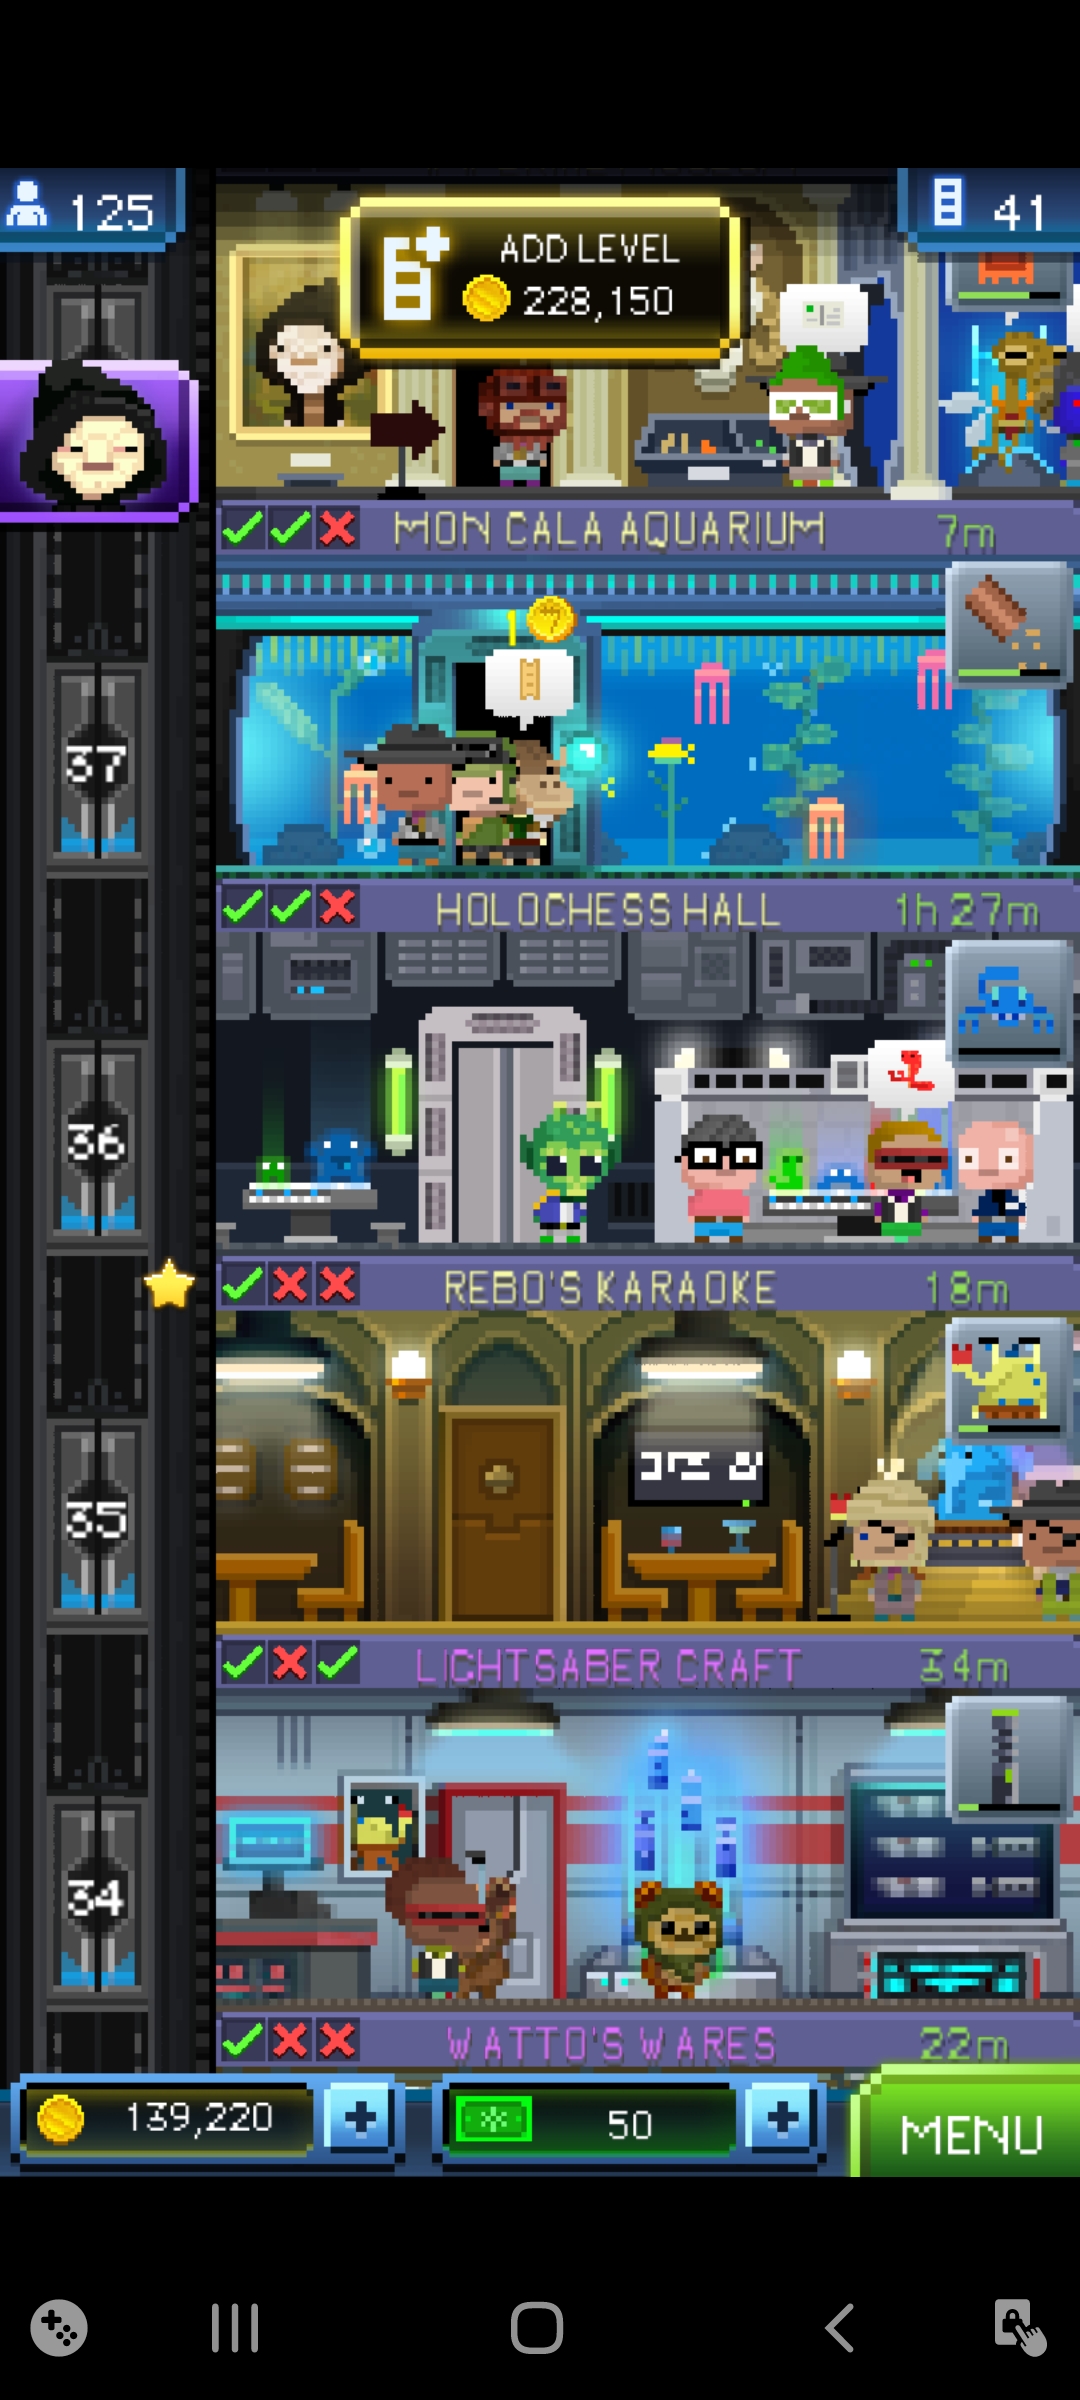 125
ADD LEVEL
228,150
41
MON CALA AQUARIUM 7m
1
37
HOLOCHESS HALL 1h 27m
36
REBO'S KARAOKE 18m
35
LIGHTSABER CRAFT 34m
34
WATTO'S WARES 22m
139,220 + 50 + MENU